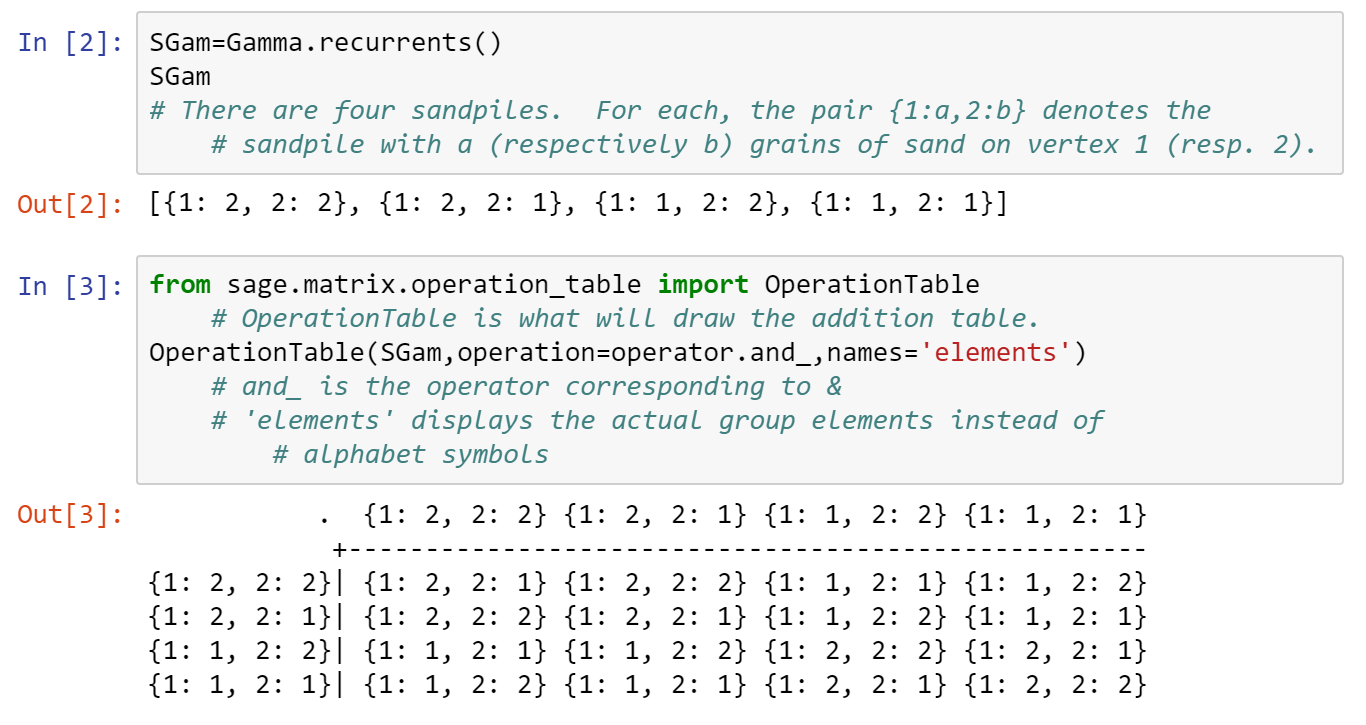 In [2]: SGam=Gamma.recurrents()
SGam
# There are four sandpiles.  For each, the pair {1:a,2:b} denotes the
# sandpile with a (respectively b) grains of sand on vertex 1 (resp. 2).
Out[2]: [{1: 2, 2: 2}, {1: 2, 2: 1}, {1: 1, 2: 2}, {1: 1, 2: 1}]
In [3]: from sage.matrix.operation_table import OperationTable
# OperationTable is what will draw the addition table.
OperationTable(SGam,operation=operator.and_,names='elements')
# and_ is the operator corresponding to &
# 'elements' displays the actual group elements instead of
# alphabet symbols
Out[3]: .  {1: 2, 2: 2} {1: 2, 2: 1} {1: 1, 2: 2} {1: 1, 2: 1}
+----------------------------------------------------
{1: 2, 2: 2}| {1: 2, 2: 1} {1: 2, 2: 2} {1: 1, 2: 1} {1: 1, 2: 2}
{1: 2, 2: 1}| {1: 2, 2: 2} {1: 2, 2: 1} {1: 1, 2: 2} {1: 1, 2: 1}
{1: 1, 2: 2}| {1: 1, 2: 1} {1: 1, 2: 2} {1: 2, 2: 2} {1: 2, 2: 1}
{1: 1, 2: 1}| {1: 1, 2: 2} {1: 1, 2: 1} {1: 2, 2: 1} {1: 2, 2: 2}